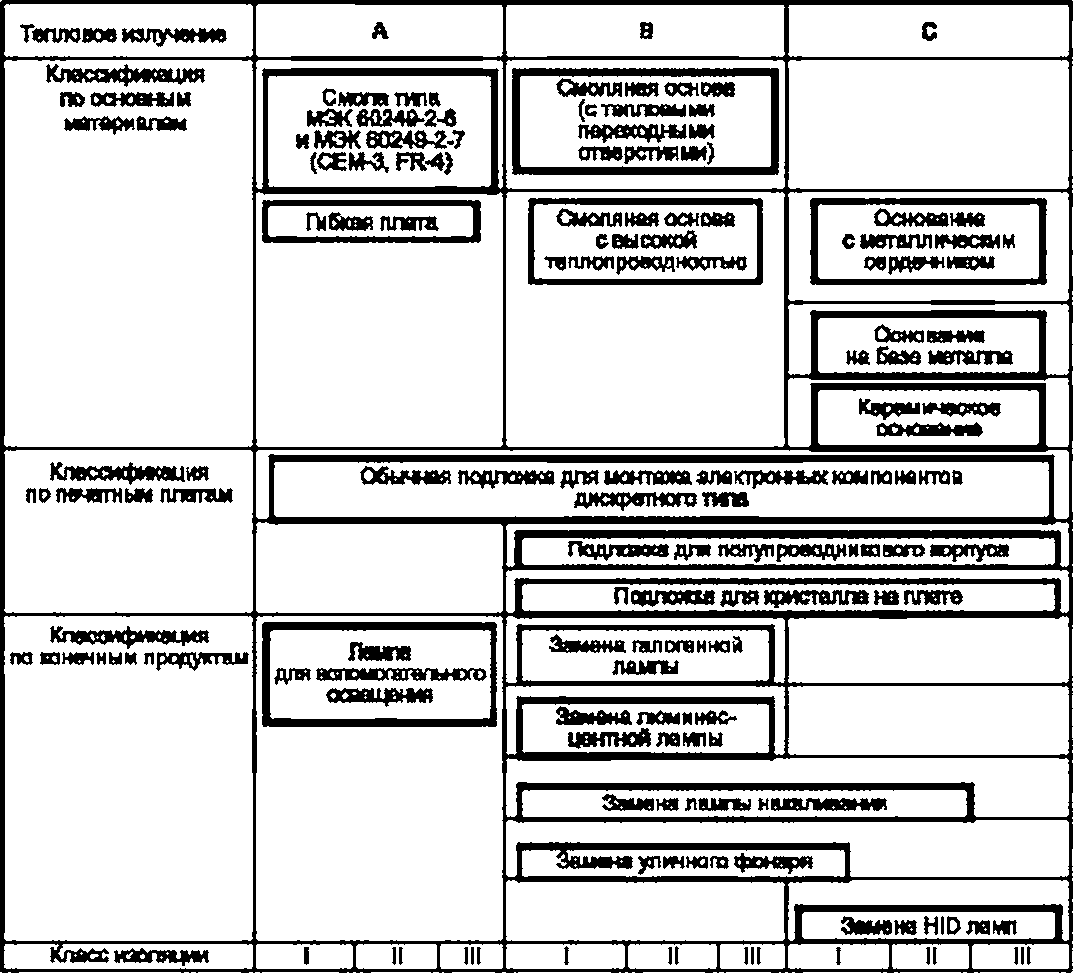 Тепловое излучение
A
B
C
Классификация
по основным
материалам
Смола типа
МЭК 60249-2-6
и МЭК 60249-2-7
(CEM-3, FR-4)
Смоляная основа
(с тепловыми
переходными
отверстиями)
Гибкая плата
Смоляная основа
с высокой
теплопроводностью
Основание
с металлическим
сердечником
Основание
на базе металла
Керамическое
основание
Классификация
по печатным платам
Обычная подложка для монтажа электронных компонентов
дискретного типа
Подложка для полупроводникового корпуса
Подложка для кристалла на плате
Классификация
по конечным продуктам
Лампа
для вспомогательного
освещения
Замена галогенной
лампы
Замена люминес-
центной лампы
Замена лампы накаливания
Замена уличного фонаря
Замена HID ламп
Класс изоляции
I
II
III
I
II
III
I
II
III